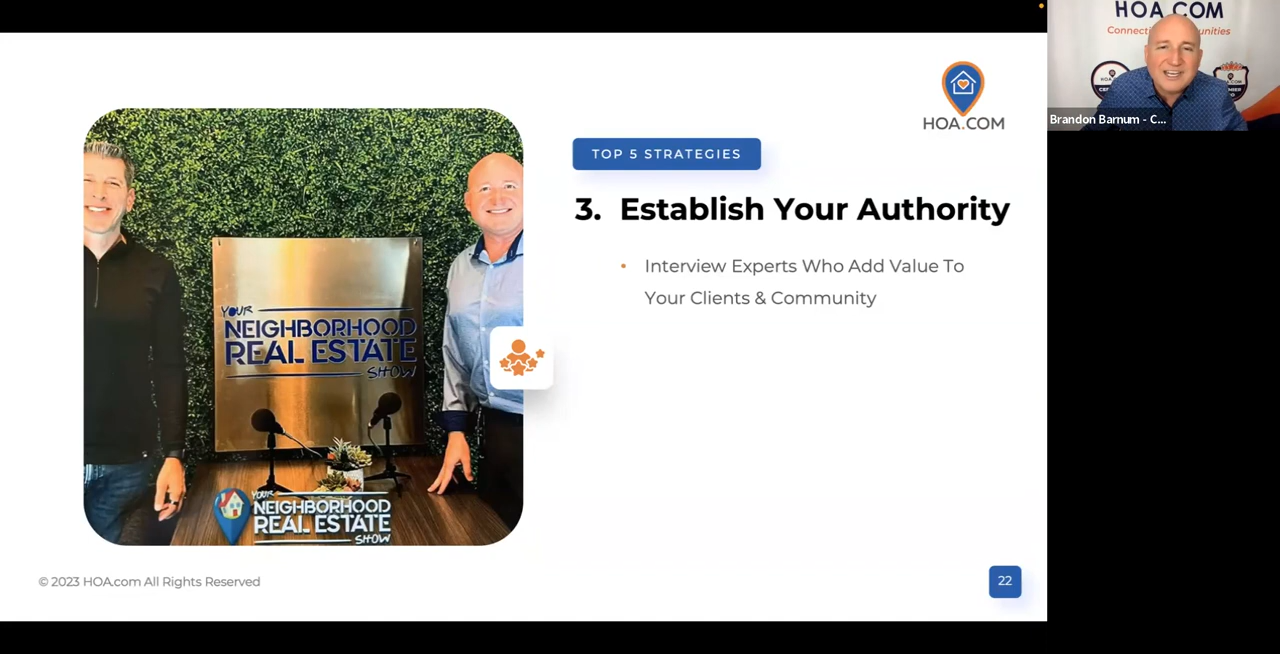 HOA.COM
TOP 5 STRATEGIES
3. Establish Your Authority
• Interview Experts Who Add Value To
Your Clients & Community
YOUR
NEIGHBORHOOD
REAL ESTATE
SHOW
YOUR
NEIGHBORHOOD
REAL ESTATE
SHOW
© 2023 HOA.com All Rights Reserved
22
HOA.COM
Brandon Barnum - C...